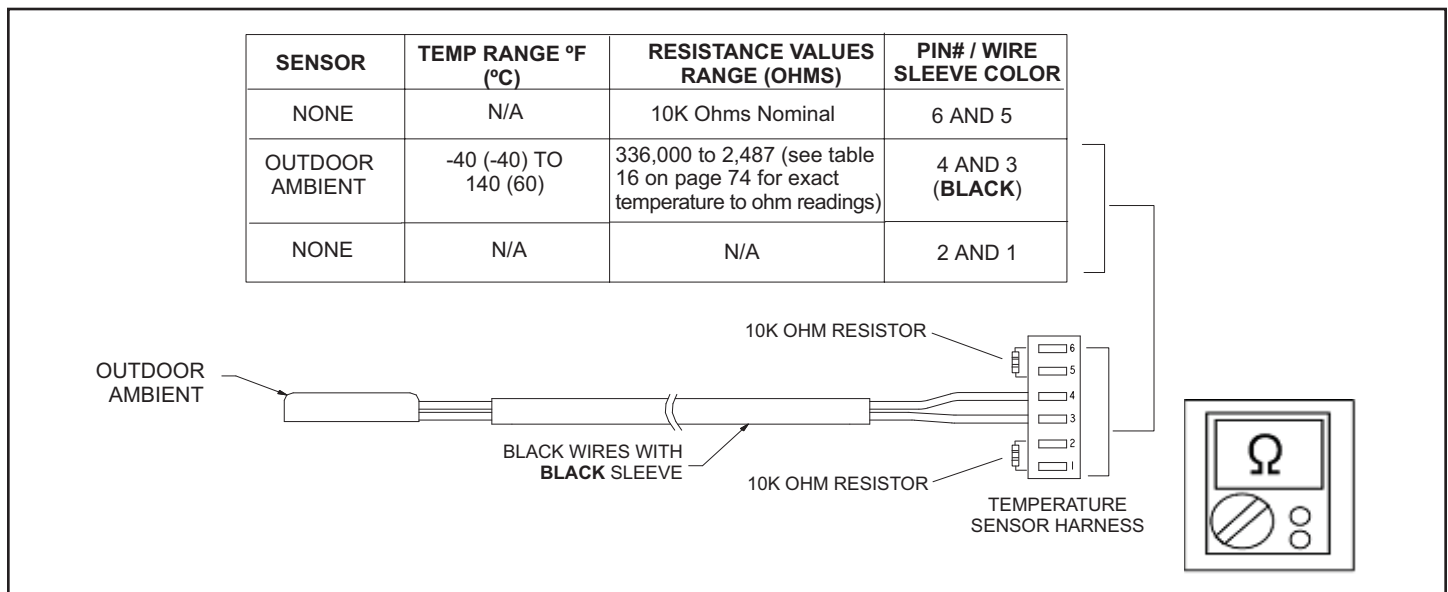 SENSOR
TEMP RANGE ºF
(ºC)
RESISTANCE VALUES
RANGE (OHMS)
PIN# / WIRE
SLEEVE COLOR
NONE
N/A
10K Ohms Nominal
6 AND 5
OUTDOOR
AMBIENT
-40 (-40) TO
140 (60)
336,000 to 2,487 (see table
16 on page 74 for exact
temperature to ohm readings)
4 AND 3
(BLACK)
NONE
N/A
N/A
2 AND 1
10K OHM RESISTOR
6
5
4
3
2
1
OUTDOOR
AMBIENT
BLACK WIRES WITH
BLACK SLEEVE
10K OHM RESISTOR
TEMPERATURE
SENSOR HARNESS
Ω